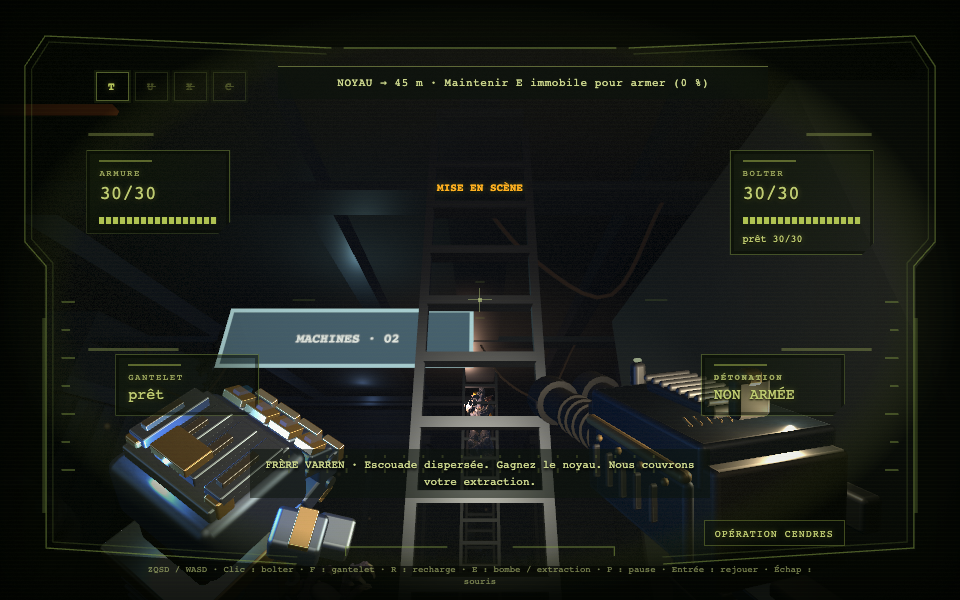 T
NOYAU → 45 m · Maintenir E immobile pour armer (0 %)
ARMURE
30/30
BOLTER
30/30
prêt 30/30
MISE EN SCÈNE
MACHINES · 02
GANTELET
prêt
DÉTONATION
NON ARMÉE
FRÈRE VARREN · Escouade dispersée. Gagnez le noyau. Nous couvrons
votre extraction.
OPÉRATION CENDRES
ZQSD / WASD · Clic : bolter · F : gantelet · R : recharge · E : bombe / extraction · P : pause · Entrée : rejouer · Échap :
souris